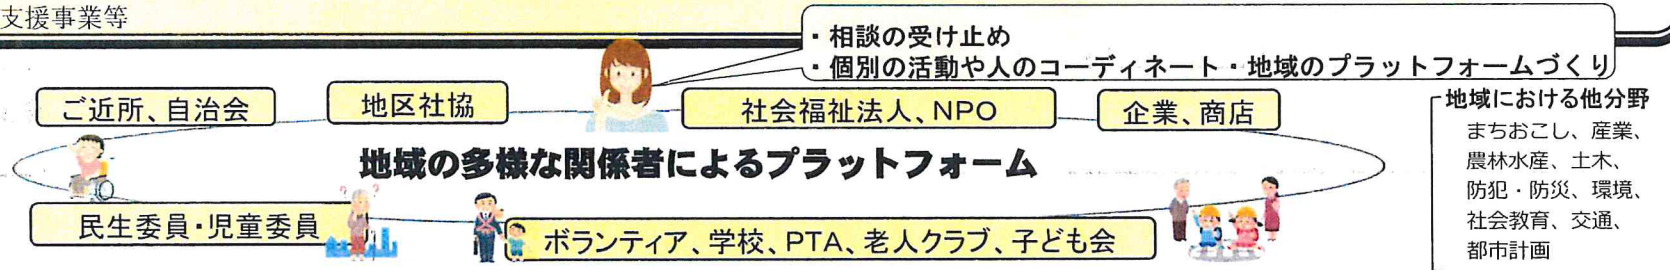 支援事業等
・相談の受け止め
・個別の活動や人のコーディネート・地域のプラットフォームづくり
ご近所、自治会
地区社協
社会福祉法人、NPO
企業、商店
地域の多様な関係者によるプラットフォーム
民生委員・児童委員
ボランティア、学校、PTA、老人クラブ、子ども会
地域における他分野
まちおこし、産業、
農林水産、土木、
防犯・防災、環境、
社会教育、交通、
都市計画